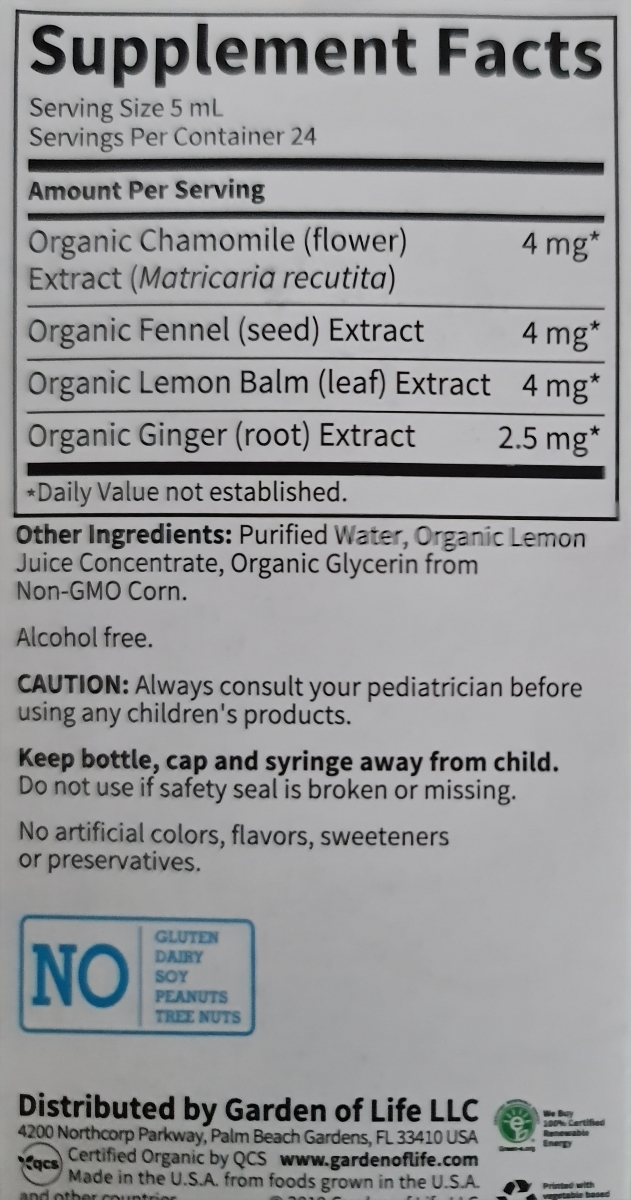 Supplement Facts
Serving Size 5 mL
Servings Per Container 24
Amount Per Serving
Organic Chamomile (flower) 4 mg*
Extract (Matricaria recutita)
Organic Fennel (seed) Extract 4 mg*
Organic Lemon Balm (leaf) Extract 4 mg*
Organic Ginger (root) Extract 2.5 mg*
*Daily Value not established.
Other Ingredients: Purified Water, Organic Lemon
Juice Concentrate, Organic Glycerin from
Non-GMO Corn.
Alcohol free.
CAUTION: Always consult your pediatrician before
using any children's products.
Keep bottle, cap and syringe away from child.
Do not use if safety seal is broken or missing.
No artificial colors, flavors, sweeteners
or preservatives.
NO
GLUTEN
DAIRY
SOY
PEANUTS
TREE NUTS
Distributed by Garden of Life LLC
4200 Northcorp Parkway, Palm Beach Gardens, FL 33410 USA
qcs Certified Organic by QCS www.gardenoflife.com
Made in the U.S.A. from foods grown in the U.S.A.
and other countries
We Buy
100% Certified
Renewable
Energy
Printed with
vegetable based